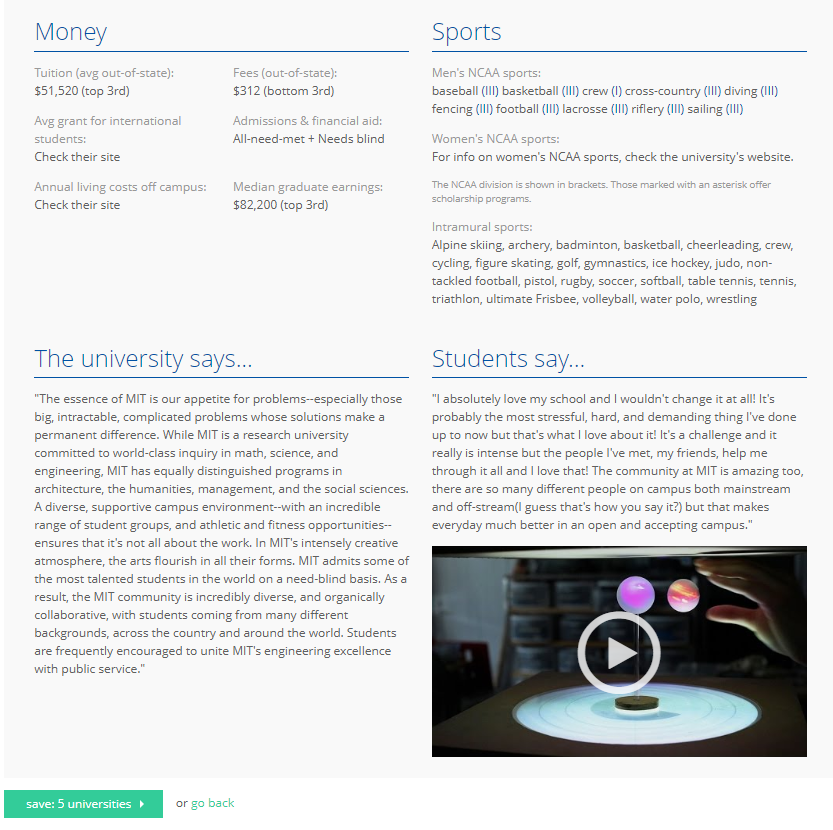 Money
Tuition (avg out-of-state):
$51,520 (top 3rd)
Fees (out-of-state):
$312 (bottom 3rd)
Avg grant for international
students:
Check their site
Admissions & financial aid:
All-need-met + Needs blind
Annual living costs off campus:
Check their site
Median graduate earnings:
$82,200 (top 3rd)
Sports
Men's NCAA sports:
baseball (III) basketball (III) crew (I) cross-country (III) diving (III)
fencing (III) football (III) lacrosse (III) riflery (III) sailing (III)
Women's NCAA sports:
For info on women's NCAA sports, check the university's website.
The NCAA division is shown in brackets. Those marked with an asterisk offer
scholarship programs.
Intramural sports:
Alpine skiing, archery, badminton, basketball, cheerleading, crew,
cycling, figure skating, golf, gymnastics, ice hockey, judo, non-
tackled football, pistol, rugby, soccer, softball, table tennis, tennis,
triathlon, ultimate Frisbee, volleyball, water polo, wrestling
The university says...
"The essence of MIT is our appetite for problems--especially those
big, intractable, complicated problems whose solutions make a
permanent difference. While MIT is a research university
committed to world-class inquiry in math, science, and
engineering, MIT has equally distinguished programs in
architecture, the humanities, management, and the social sciences.
A diverse, supportive campus environment--with an incredible
range of student groups, and athletic and fitness opportunities--
ensures that it's not all about the work. In MIT's intensely creative
atmosphere, the arts flourish in all their forms. MIT admits some of
the most talented students in the world on a need-blind basis. As a
result, the MIT community is incredibly diverse, and organically
collaborative, with students coming from many different
backgrounds, across the country and around the world. Students
are frequently encouraged to unite MIT's engineering excellence
with public service."
Students say...
"I absolutely love my school and I wouldn't change it at all! It's
probably the most stressful, hard, and demanding thing I've done
up to now but that's what I love about it! It's a challenge and it
really is intense but the people I've met, my friends, help me
through it all and I love that! The community at MIT is amazing too,
there are so many different people on campus both mainstream
and off-stream(I guess that's how you say it?) but that makes
everyday much better in an open and accepting campus."
save: 5 universities
or go back